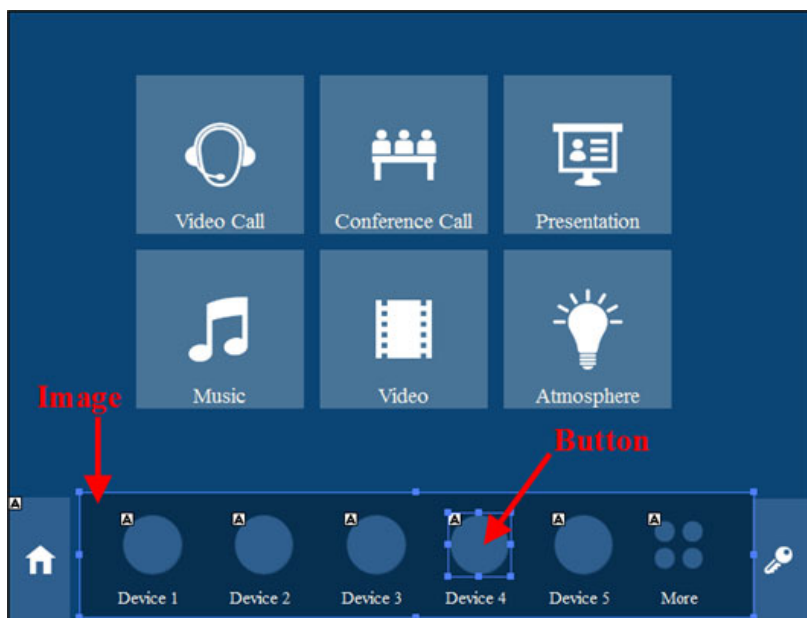 Video Call
Conference Call
Presentation
Music
Video
Atmosphere
Image
Button
A
A
A
A
A
A
A
Device 1
Device 2
Device 3
Device 4
Device 5
More